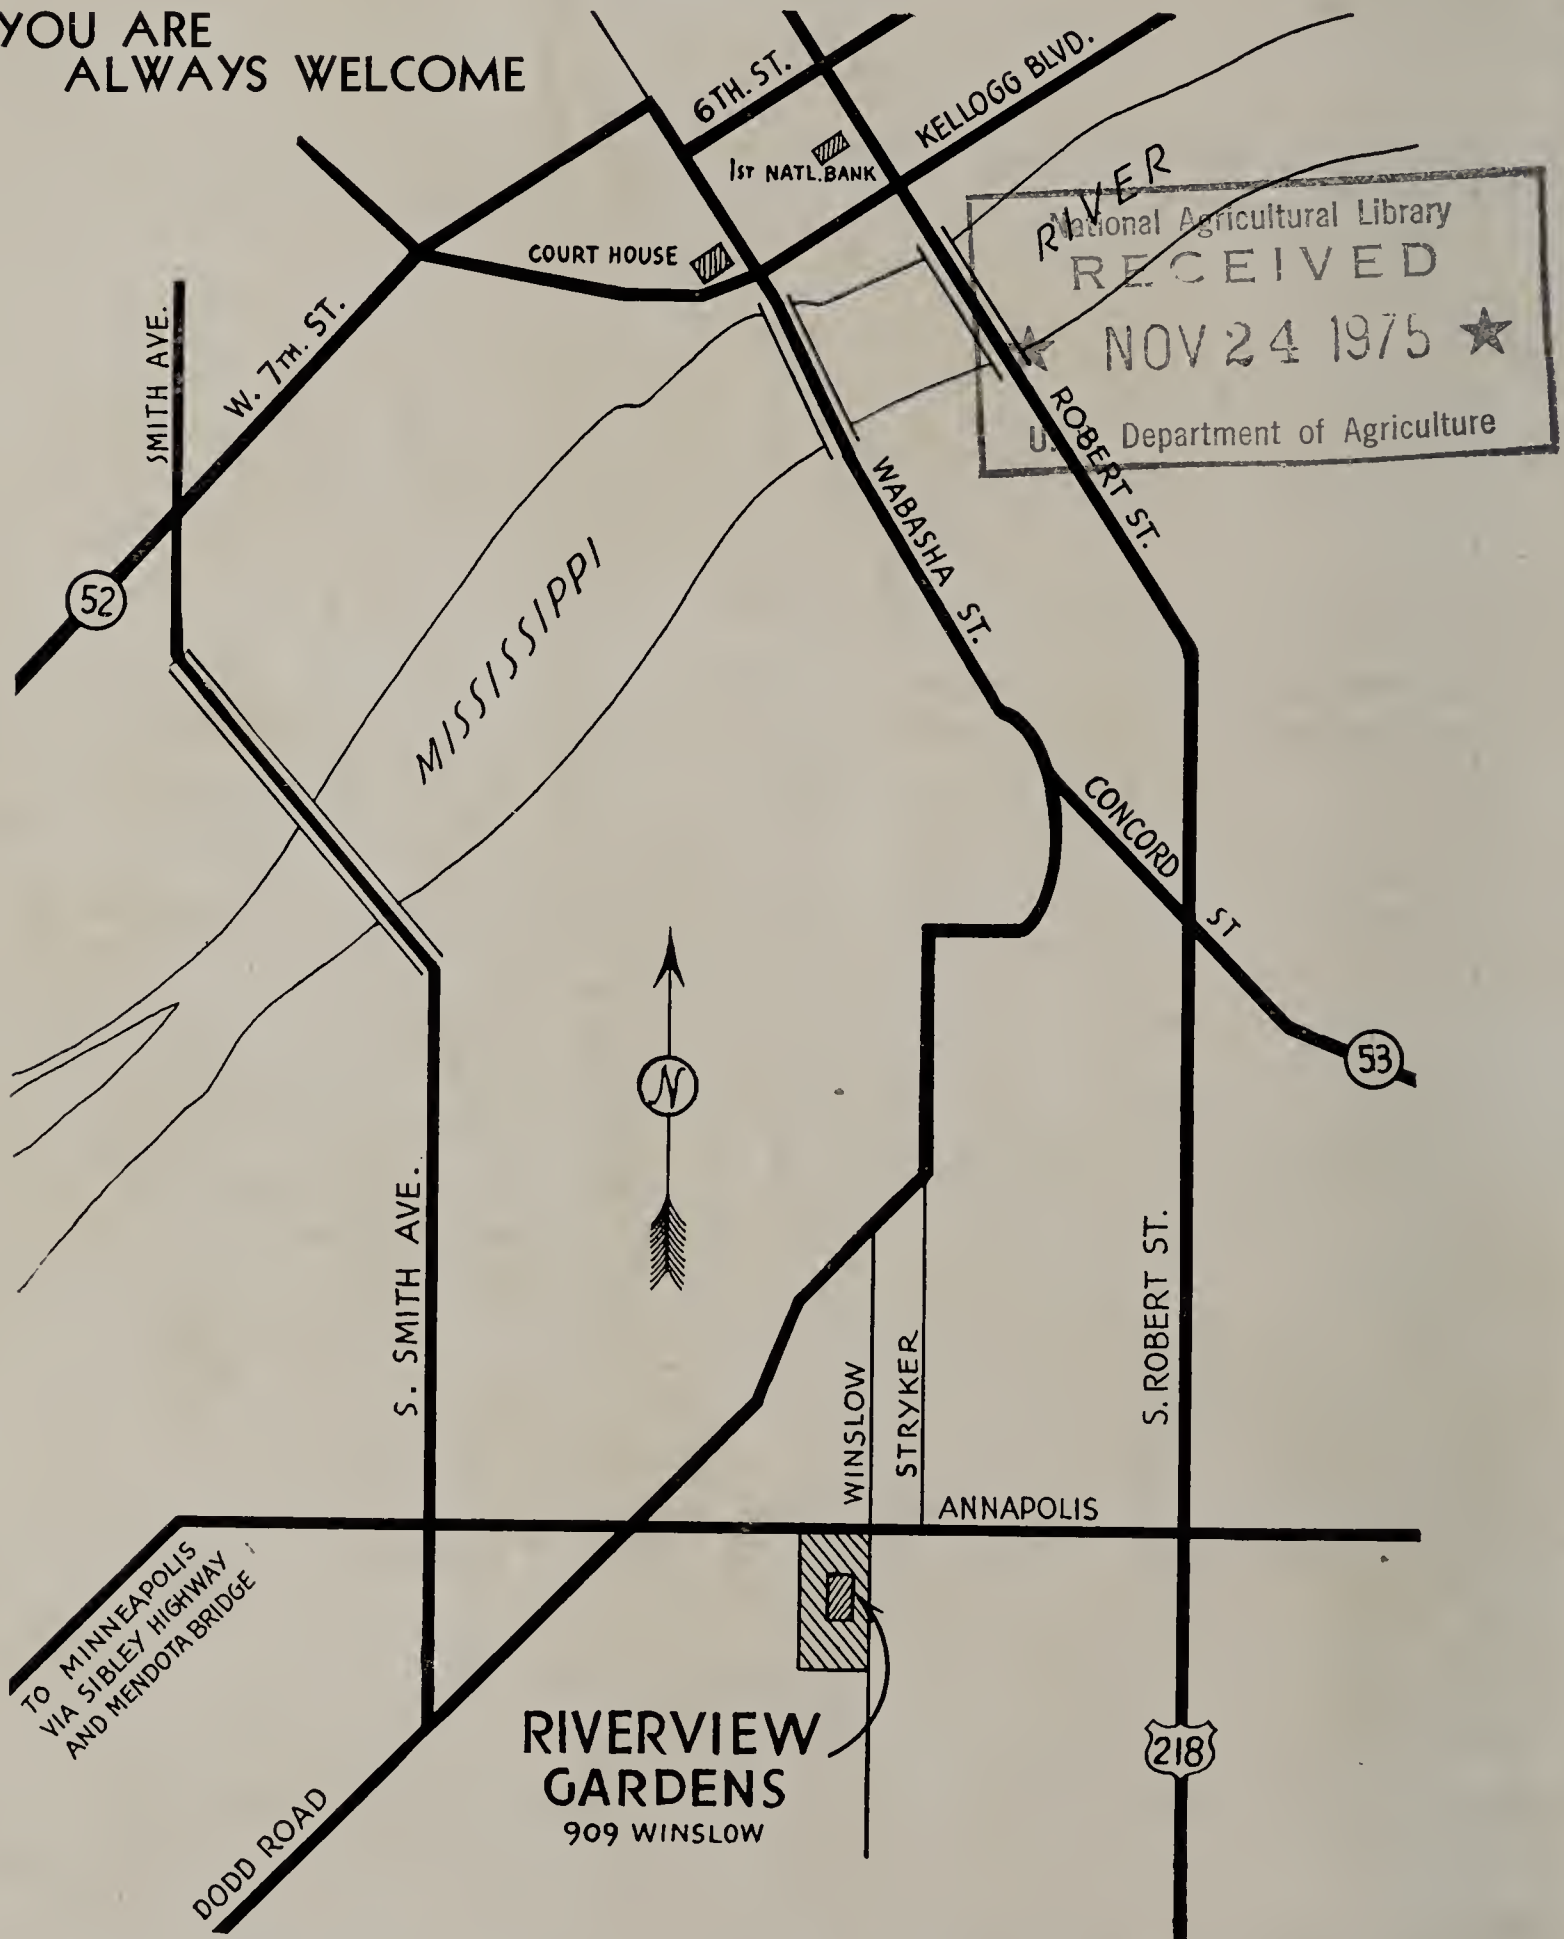 YOU ARE
ALWAYS WELCOME
6TH. ST.
KELLOGG BLVD.
1ST NATL. BANK
RIVER
National Agricultural Library
RECEIVED
★ NOV 24 1975 ★
Department of Agriculture
COURT HOUSE
SMITH AVE.
W. 7TH. ST.
ROBERT ST.
WABASHA ST.
52
MISSISSIPPI
CONCORD ST
53
N
S. SMITH AVE.
S. ROBERT ST.
WINSLOW
STRYKER
ANNAPOLIS
TO MINNEAPOLIS
VIA SIBLEY HIGHWAY
AND MENDOTA BRIDGE
RIVERVIEW
GARDENS
909 WINSLOW
218
DODD ROAD